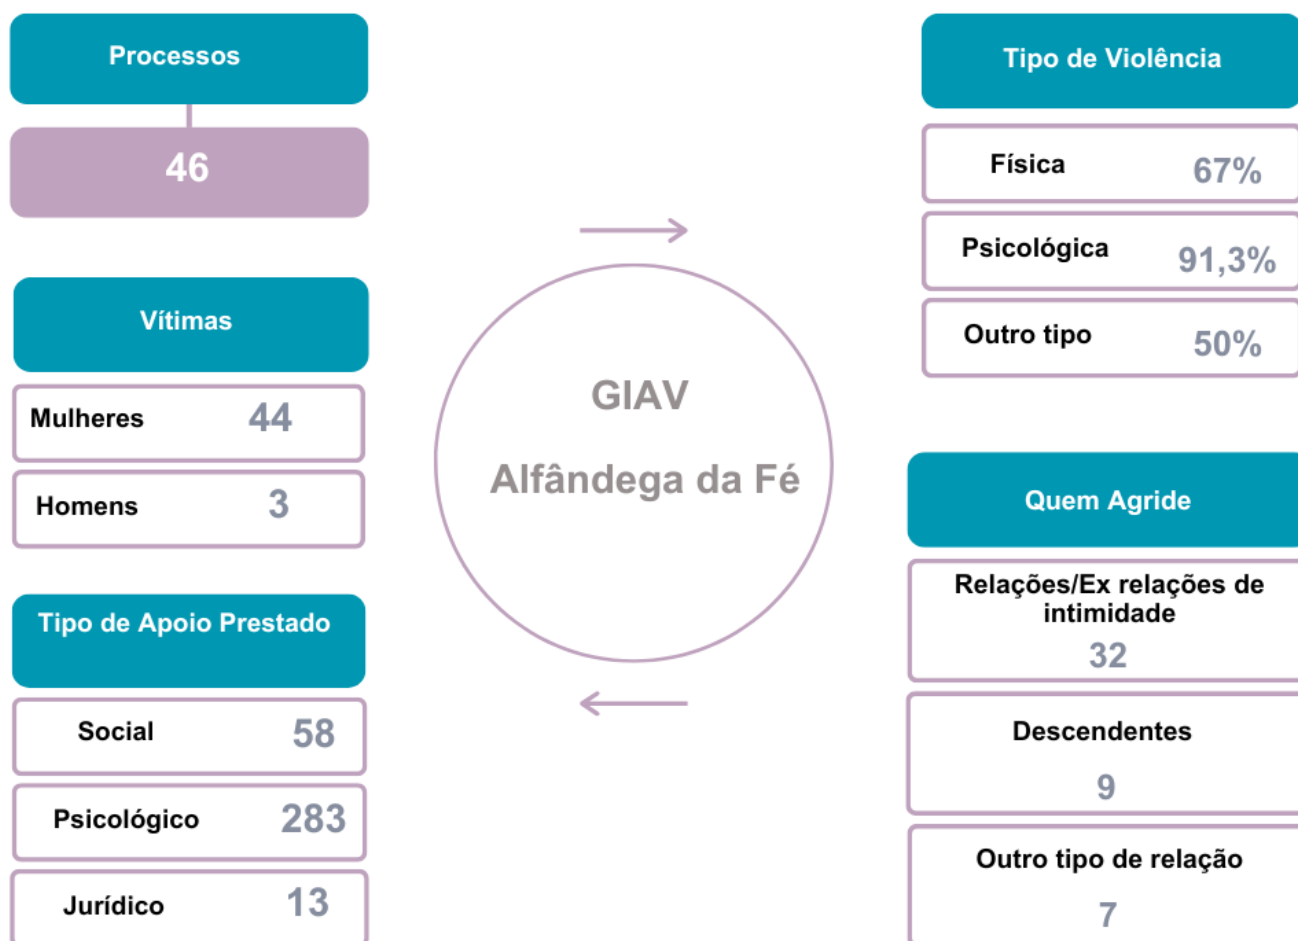 Processos
46
Vítimas
Mulheres 44
Homens 3
Tipo de Apoio Prestado
Social 58
Psicológico 283
Jurídico 13
GIAV
Alfândega da Fé
Tipo de Violência
Física 67%
Psicológica 91,3%
Outro tipo 50%
Quem Agride
Relações/Ex relações de
intimidade
32
Descendentes
9
Outro tipo de relação
7